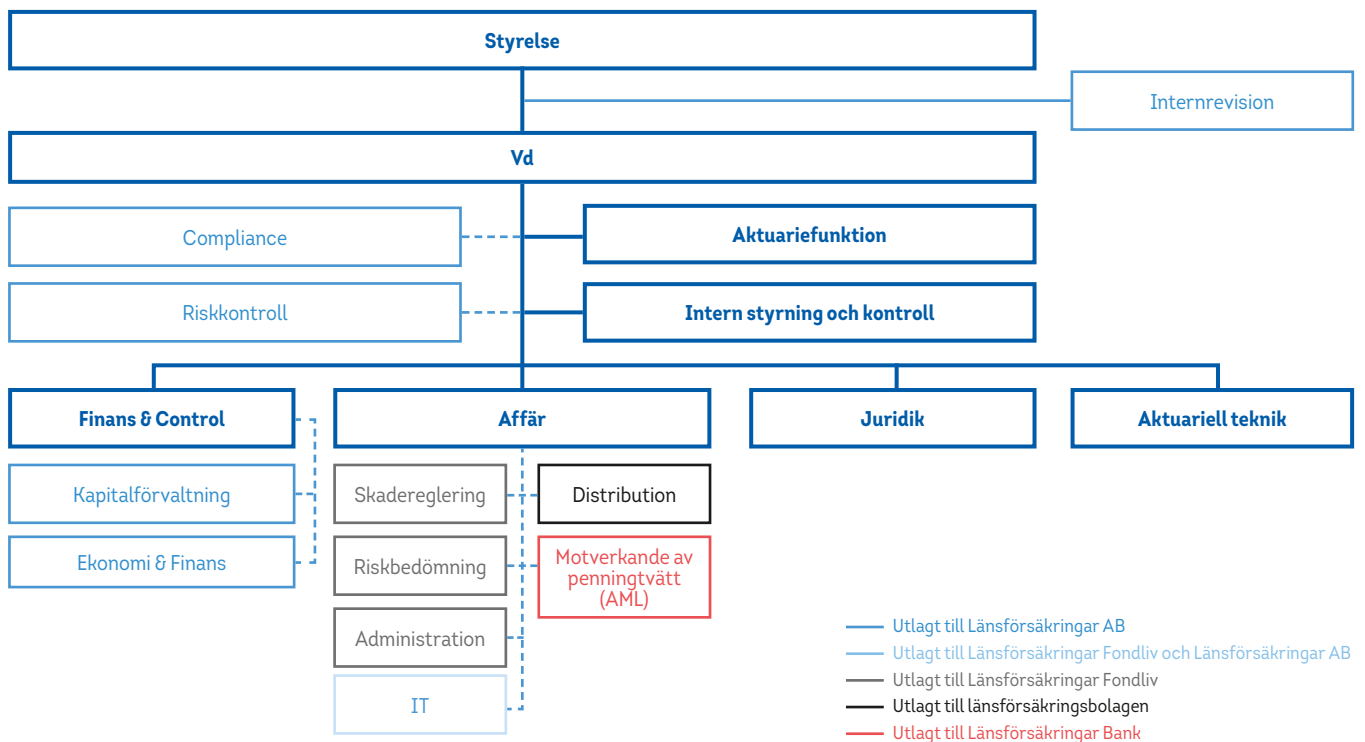 Styrelse
Internrevision
Vd
Compliance
Aktuariefunktion
Riskkontroll
Intern styrning och kontroll
Finans & Control
Affär
Juridik
Aktuariell teknik
Kapitalförvaltning
Skadereglering
Distribution
Ekonomi & Finans
Riskbedömning
Motverkande av
penningtvätt
(AML)
Administration
IT
Utlagt till Länsförsäkringar AB
Utlagt till Länsförsäkringar Fondliv och Länsförsäkringar AB
Utlagt till Länsförsäkringar Fondliv
Utlagt till länsförsäkringsbolagen
Utlagt till Länsförsäkringar Bank